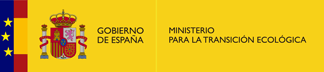 GOBIERNO
DE ESPAÑA
MINISTERIO
PARA LA TRANSICIÓN ECOLÓGICA